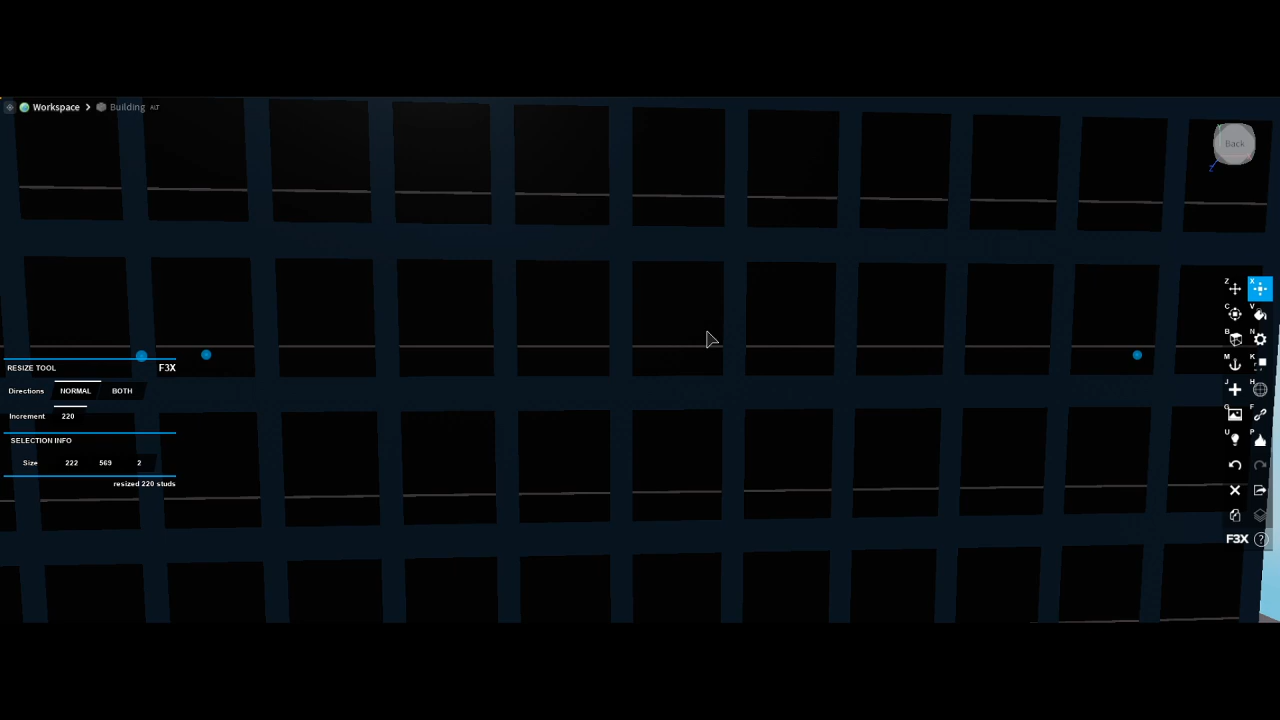 Workspace > Building ALT
Back
Z
RESIZE TOOL F3X
Directions NORMAL BOTH
Increment 220
SELECTION INFO
Size 222 569 2
resized 220 studs
Z X
C V
B N
M K
J H
G F
U P
F3X ?